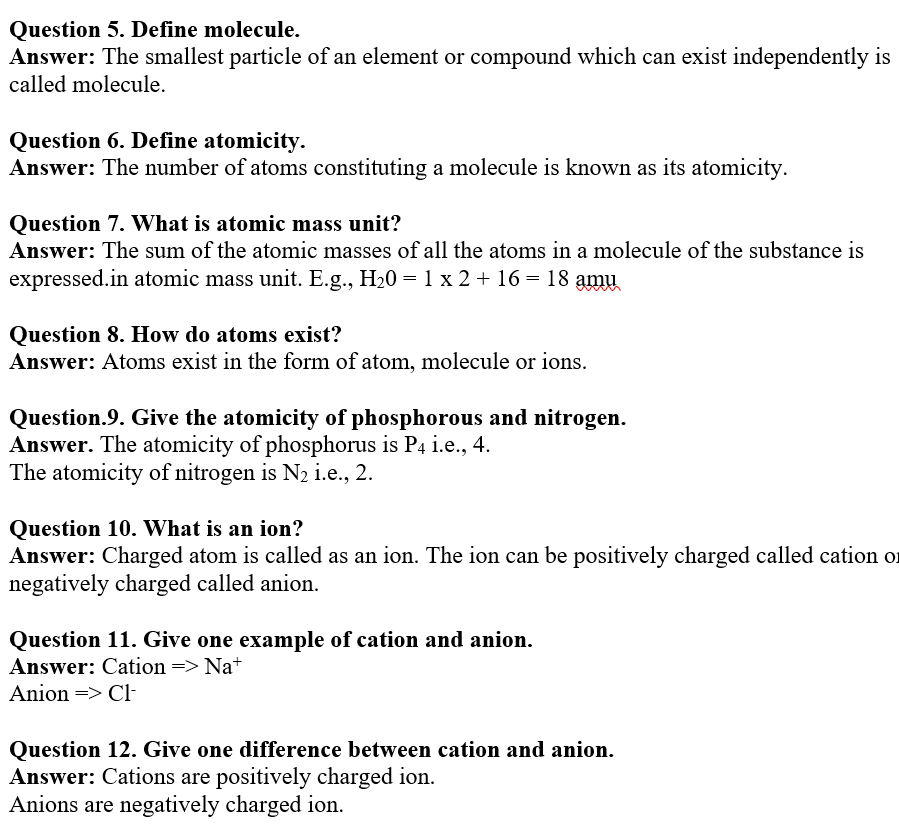 Question 5. Define molecule.
Answer: The smallest particle of an element or compound which can exist independently is
called molecule.
Question 6. Define atomicity.
Answer: The number of atoms constituting a molecule is known as its atomicity.
Question 7. What is atomic mass unit?
Answer: The sum of the atomic masses of all the atoms in a molecule of the substance is
expressed.in atomic mass unit. E.g., H₂0 = 1 x 2 + 16 = 18 amu
Question 8. How do atoms exist?
Answer: Atoms exist in the form of atom, molecule or ions.
Question.9. Give the atomicity of phosphorous and nitrogen.
Answer. The atomicity of phosphorus is P₄ i.e., 4.
The atomicity of nitrogen is N₂ i.e., 2.
Question 10. What is an ion?
Answer: Charged atom is called as an ion. The ion can be positively charged called cation or
negatively charged called anion.
Question 11. Give one example of cation and anion.
Answer: Cation => Na⁺
Anion => Cl⁻
Question 12. Give one difference between cation and anion.
Answer: Cations are positively charged ion.
Anions are negatively charged ion.